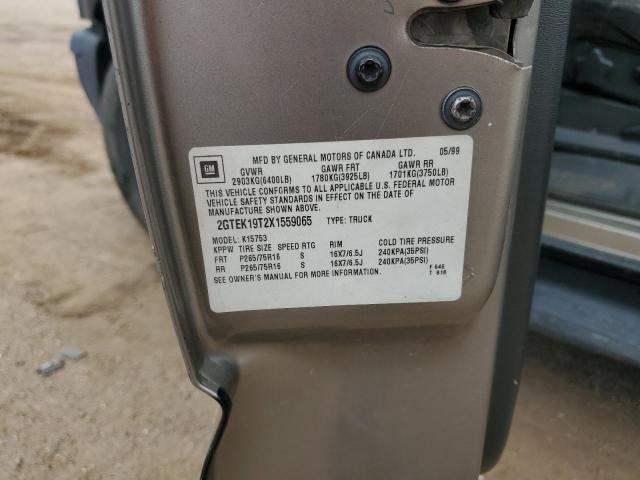 GM
MFD BY GENERAL MOTORS OF CANADA LTD. 05/99
GVWR GAWR FRT GAWR RR
2903KG(6400LB) 1780KG(3925LB) 1701KG(3750LB)
THIS VEHICLE CONFORMS TO ALL APPLICABLE U.S. FEDERAL MOTOR
VEHICLE SAFETY STANDARDS IN EFFECT ON THE DATE OF
MANUFACTURE SHOWN ABOVE.
2GTEK19T2X1559065 TYPE: TRUCK
MODEL: K15753
KPPW TIRE SIZE SPEED RTG RIM COLD TIRE PRESSURE
FRT P265/75R16 S 16X7/6.5J 240KPA(35PSI)
RR P265/75R16 S 16X7/6.5J 240KPA(35PSI)
SEE OWNER'S MANUAL FOR MORE INFORMATION. F 646
T 818